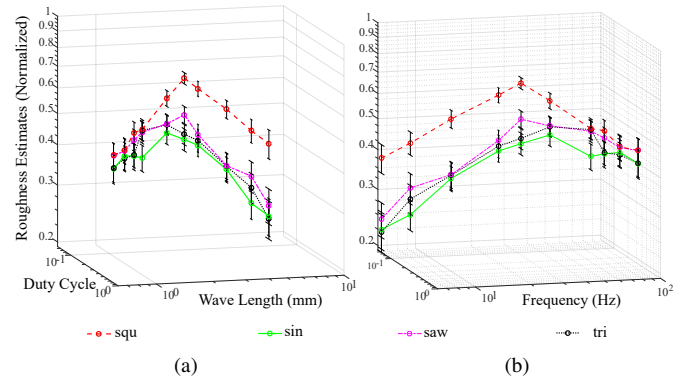 Roughness Estimates (Normalized)
1
0.9
0.8
0.7
0.6
0.5
0.4
0.3
0.2
10^-1
10^0
Duty Cycle
10^0
Wave Length (mm)
10^1
1
0.9
0.8
0.7
0.6
0.5
0.4
0.3
0.2
10^-1
10^0
10^1
Frequency (Hz)
10^2
squ
sin
saw
tri
(a)
(b)